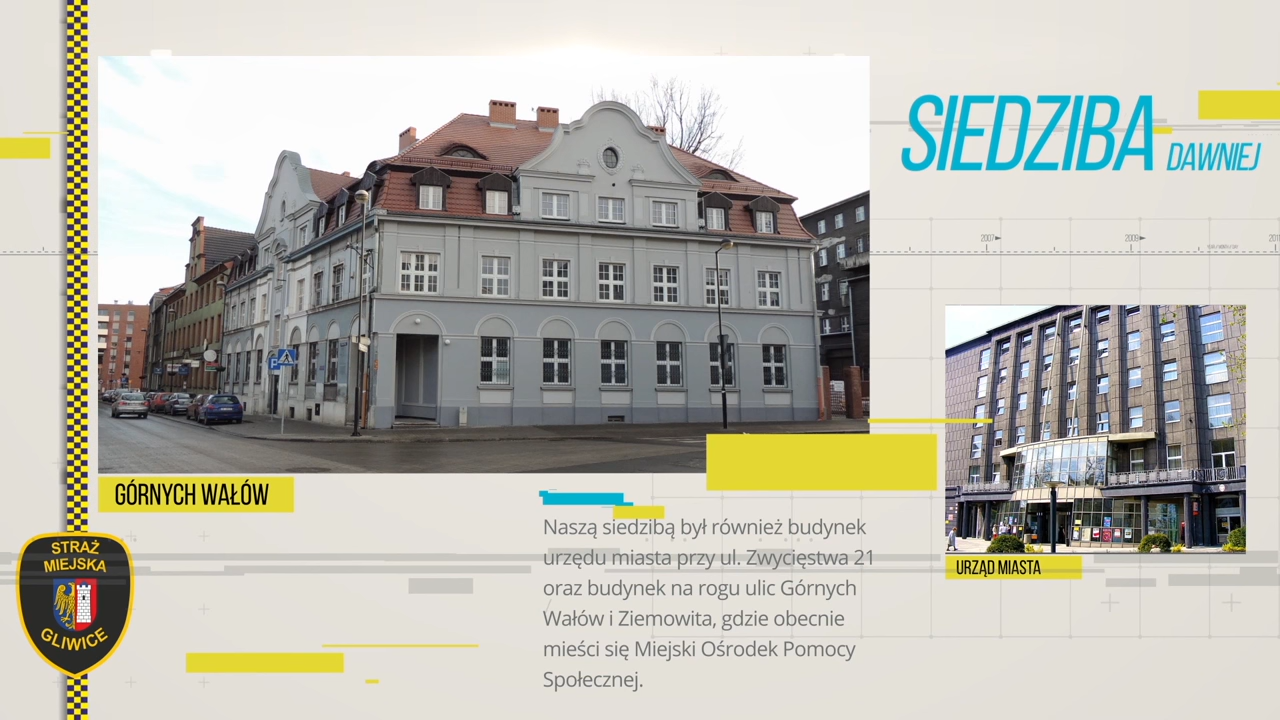 SIEDZIBA DAWNIEJ
2007
2009
201
GÓRNYCH WAŁÓW
Naszą siedzibą był również budynek
urzędu miasta przy ul. Zwycięstwa 21
oraz budynek na rogu ulic Górnych
Wałów i Ziemowita, gdzie obecnie
mieści się Miejski Ośrodek Pomocy
Społecznej.
URZĄD MIASTA
STRAŻ
MIEJSKA
GLIWICE